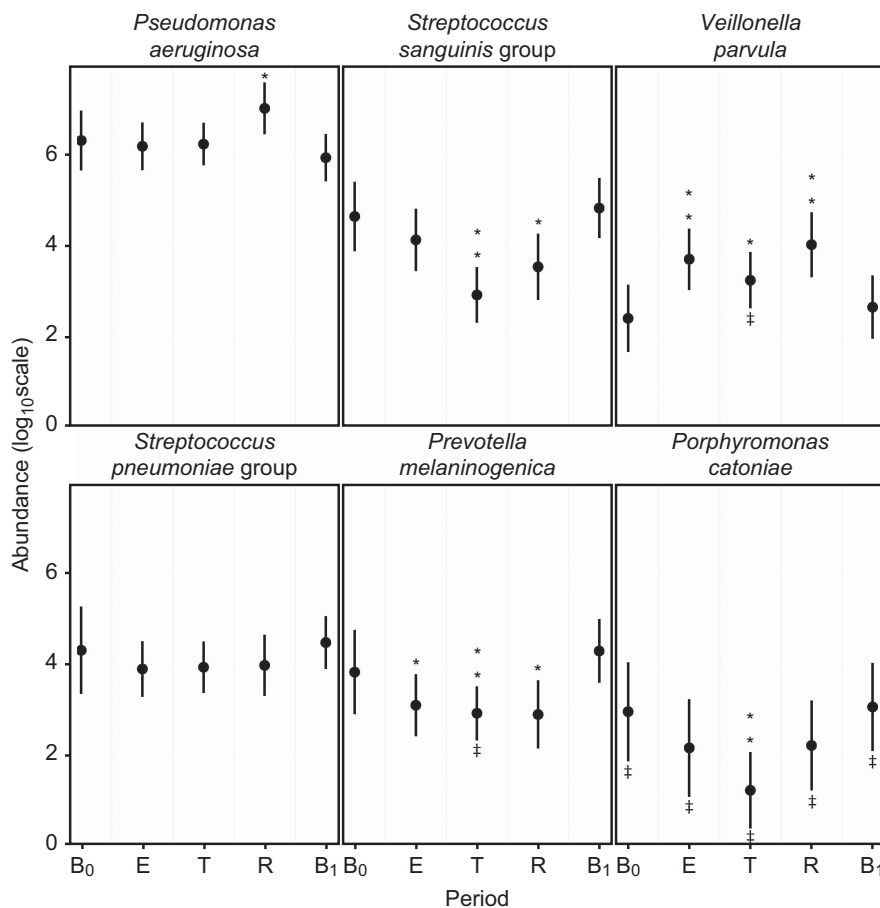 Pseudomonas
aeruginosa
Streptococcus
sanguinis group
Veillonella
parvula
*
* *
*
* *
*
* *
‡
6
4
2
0
Abundance (log₁₀scale)
Streptococcus
pneumoniae group
Prevotella
melaninogenica
Porphyromonas
catoniae
*
* *
*
‡
* *
‡
‡
‡
‡
‡
6
4
2
0
B₀ E T R B₁ B₀ E T R B₁ B₀ E T R B₁
Period